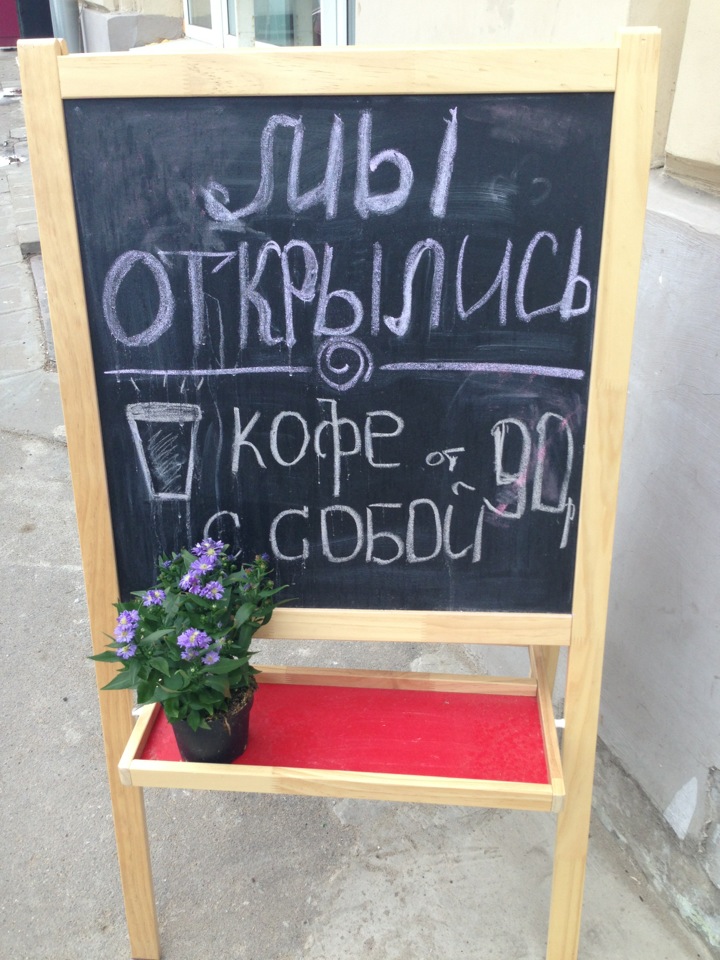 мы
открылись
кофе от 90р
с собой